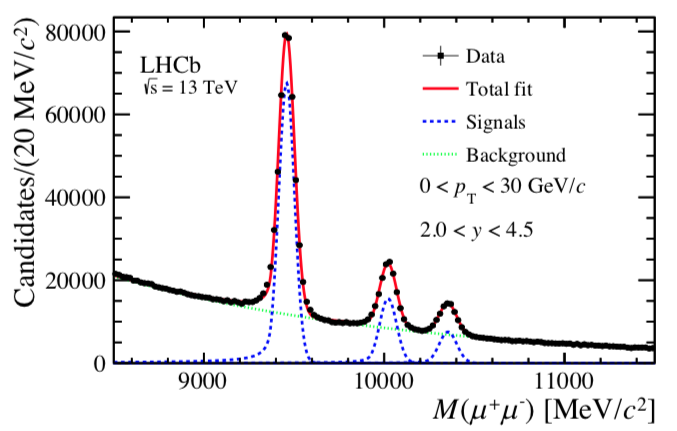 80000
60000
40000
20000
0
Candidates/(20 MeV/c²)
LHCb
√s = 13 TeV
Data
Total fit
Signals
Background
0 < p_T < 30 GeV/c
2.0 < y < 4.5
9000 10000 11000
M(μ⁺μ⁻) [MeV/c²]